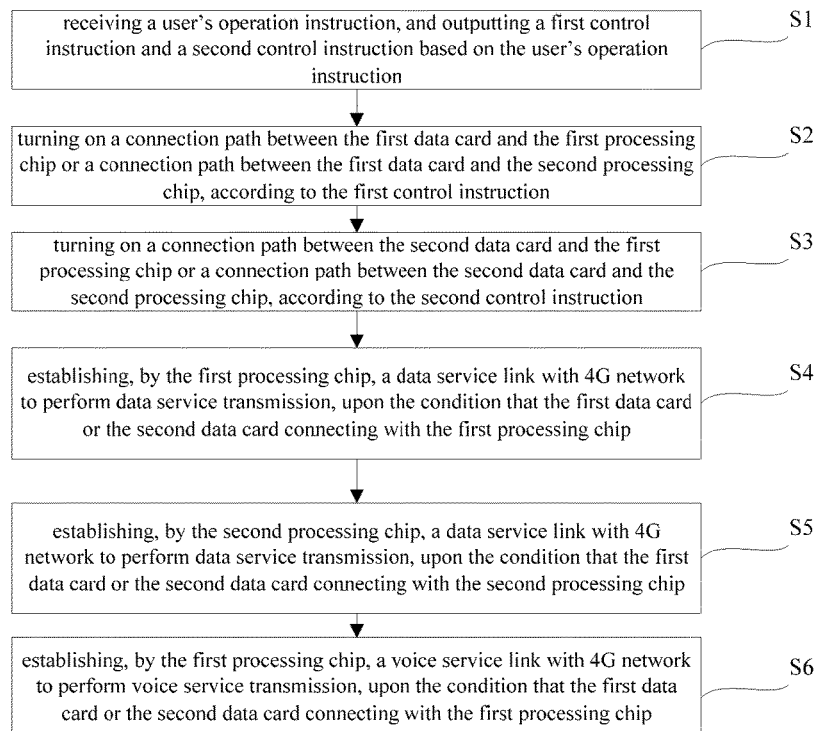 receiving a user's operation instruction, and outputting a first control
instruction and a second control instruction based on the user's operation
instruction
S1
turning on a connection path between the first data card and the first processing
chip or a connection path between the first data card and the second processing
chip, according to the first control instruction
S2
turning on a connection path between the second data card and the first
processing chip or a connection path between the second data card and the
second processing chip, according to the second control instruction
S3
establishing, by the first processing chip, a data service link with 4G network
to perform data service transmission, upon the condition that the first data card
or the second data card connecting with the first processing chip
S4
establishing, by the second processing chip, a data service link with 4G
network to perform data service transmission, upon the condition that the first
data card or the second data card connecting with the second processing chip
S5
establishing, by the first processing chip, a voice service link with 4G network
to perform voice service transmission, upon the condition that the first data
card or the second data card connecting with the first processing chip
S6